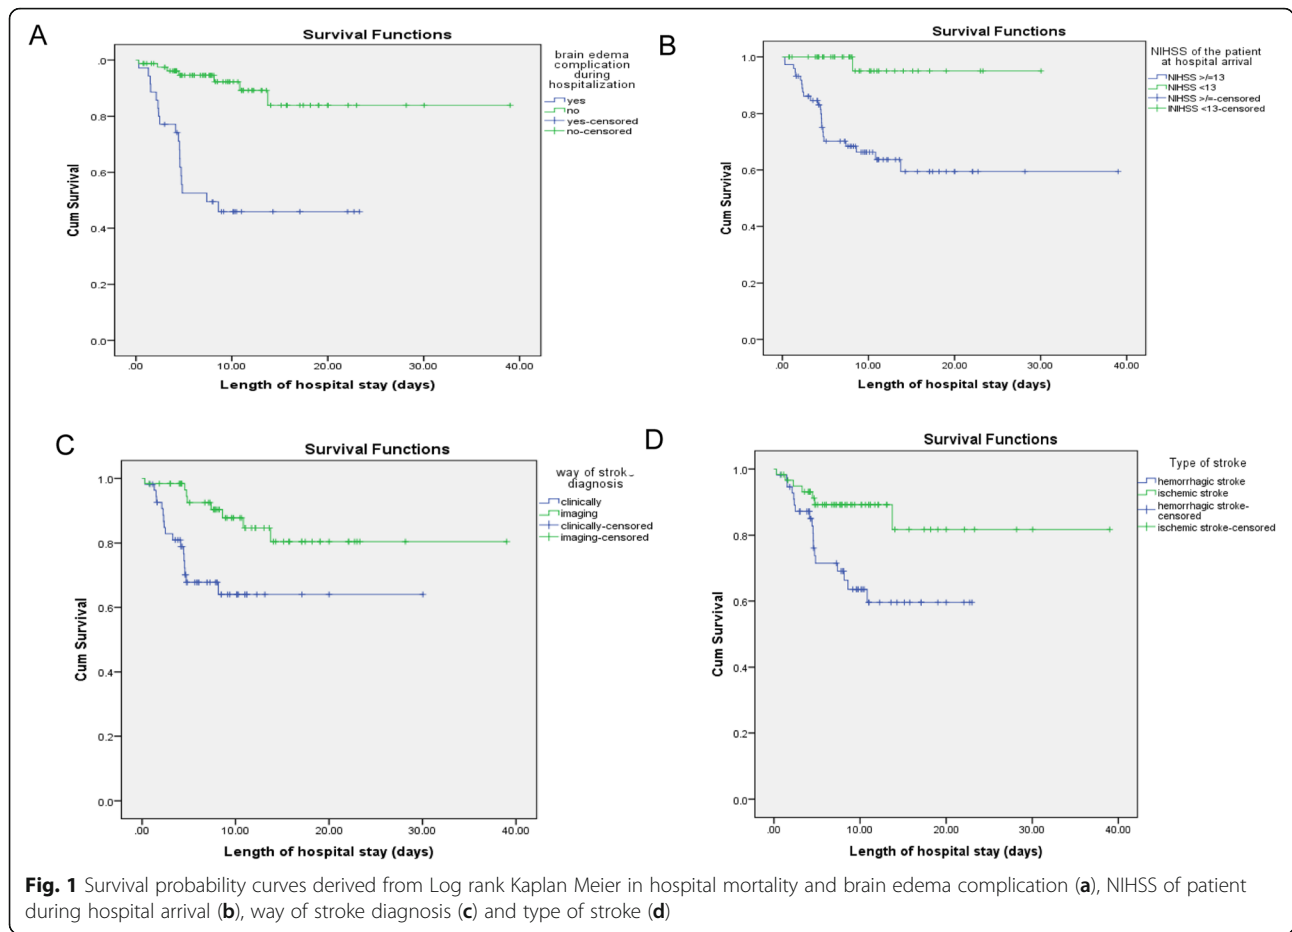 A
Survival Functions
brain edema
complication
during
hospitalization
yes
no
yes-censored
no-censored
.0
0.8
0.6
0.4
0.2
0.0
Cum Survival
.00 10.00 20.00 30.00 40.00
Length of hospital stay (days)
B
Survival Functions
NIHSS of the patient
at hospital arrival
NIHSS >/=13
NIHSS <13
NIHSS >/=-censored
INIHSS <13-censored
1.0
0.8
0.6
0.4
0.2
0.0
Cum Survival
.00 10.00 20.00 30.00 40.00
Length of hospital stay (days)
C
Survival Functions
way of stroke
diagnosis
clinically
imaging
clinically-censored
imaging-censored
1.0
0.8
0.6
0.4
0.2
0.0
Cum Survival
.00 10.00 20.00 30.00 40.00
Length of hospital stay (days)
D
Survival Functions
Type of stroke
hemorrhagic stroke
ischemic stroke
hemorrhagic stroke-
censored
ischemic stroke-censored
1.0
0.8
0.6
0.4
0.2
0.0
Cum Survival
.00 10.00 20.00 30.00 40.00
Length of hospital stay (days)
Fig. 1 Survival probability curves derived from Log rank Kaplan Meier in hospital mortality and brain edema complication (a), NIHSS of patient
during hospital arrival (b), way of stroke diagnosis (c) and type of stroke (d)